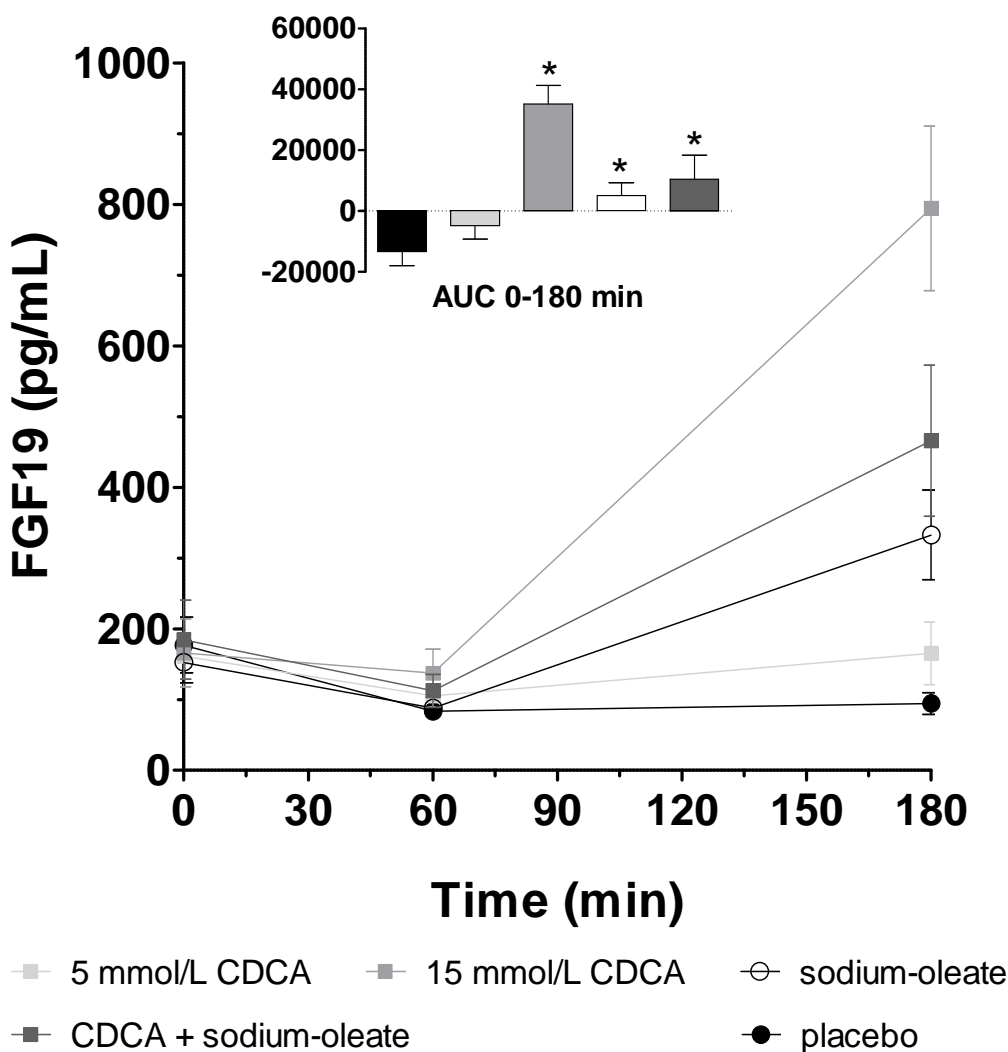 60000
40000
20000
0
-20000
* * *
AUC 0-180 min
1000
800
600
400
200
0
FGF19 (pg/mL)
0 30 60 90 120 150 180
Time (min)
5 mmol/L CDCA 15 mmol/L CDCA sodium-oleate
CDCA + sodium-oleate placebo